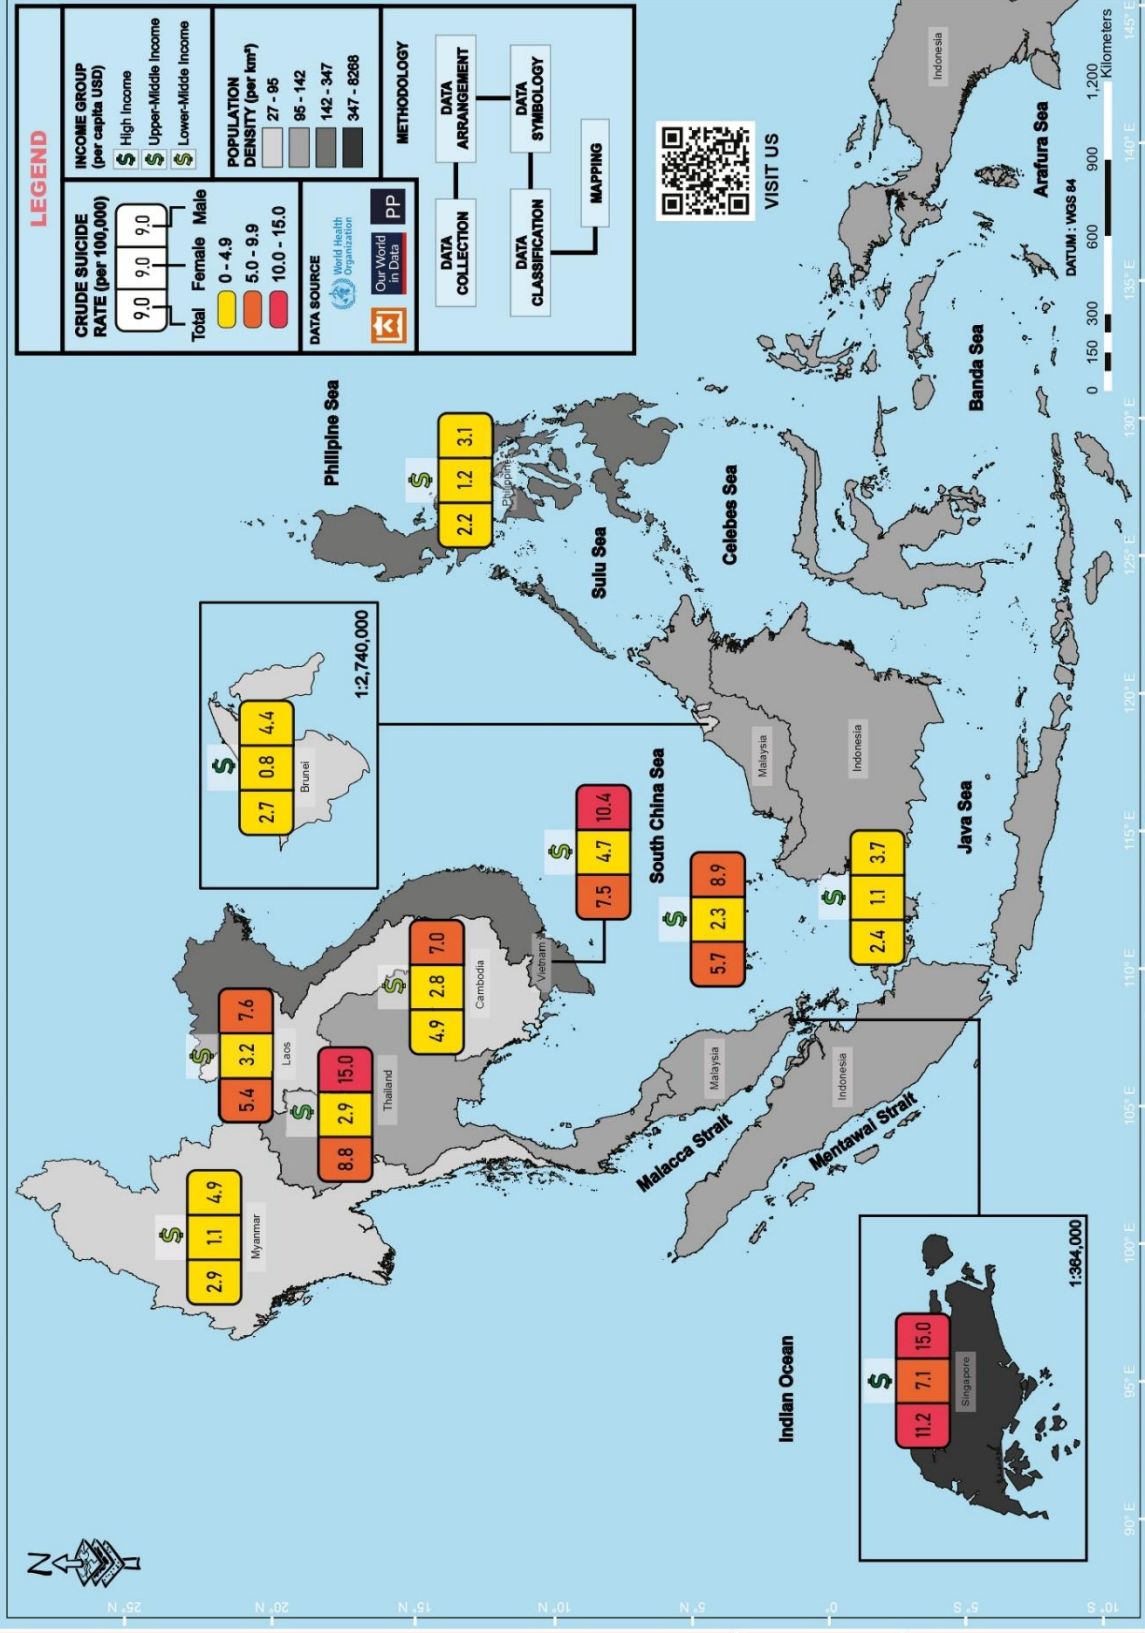 LEGEND
CRUDE SUICIDE
RATE (per 100,000)
9.0 9.0 9.0
Total Female Male
0 - 4.9
5.0 - 9.9
10.0 - 15.0
INCOME GROUP
(per capita USD)
$ High Income
$ Upper-Middle Income
$ Lower-Midde Income
POPULATION
DENSITY (per km²)
27 - 95
95 - 142
142 - 347
347 - 8268
DATA SOURCE
World Health
Organization
Our World
in Data
PP
METHODOLOGY
DATA
COLLECTION
DATA
ARRANGEMENT
DATA
CLASSIFICATION
DATA
SYMBOLOGY
MAPPING
VISIT US
N
$
2.9 1.1 4.9
Myanmar
$
5.4 3.2 7.6
Laos
$
8.8 2.9 15.0
Thailand
$
4.9 2.8 7.0
Cambodia
$
7.5 4.7 10.4
Vietnam
$
2.7 0.8 4.4
Brunei
1:2,740,000
$
2.2 1.2 3.1
Philippines
Philipine Sea
Sulu Sea
South China Sea
Celebes Sea
$
5.7 2.3 8.9
Malaysia
Malaysia
$
2.4 1.1 3.7
Indonesia
Indonesia
Indonesia
Malacca Strait
Mentawai Strait
Java Sea
Banda Sea
Arafura Sea
Indian Ocean
$
11.2 7.1 15.0
Singapore
1:364,000
DATUM : WGS 84
0 150 300 600 900 1,200
Kilometers
25° N
20° N
15° N
10° N
5° N
0°
5° S
10° S
90° E 95° E 100° E 105° E 110° E 115° E 120° E 125° E 130° E 135° E 140° E 145° E